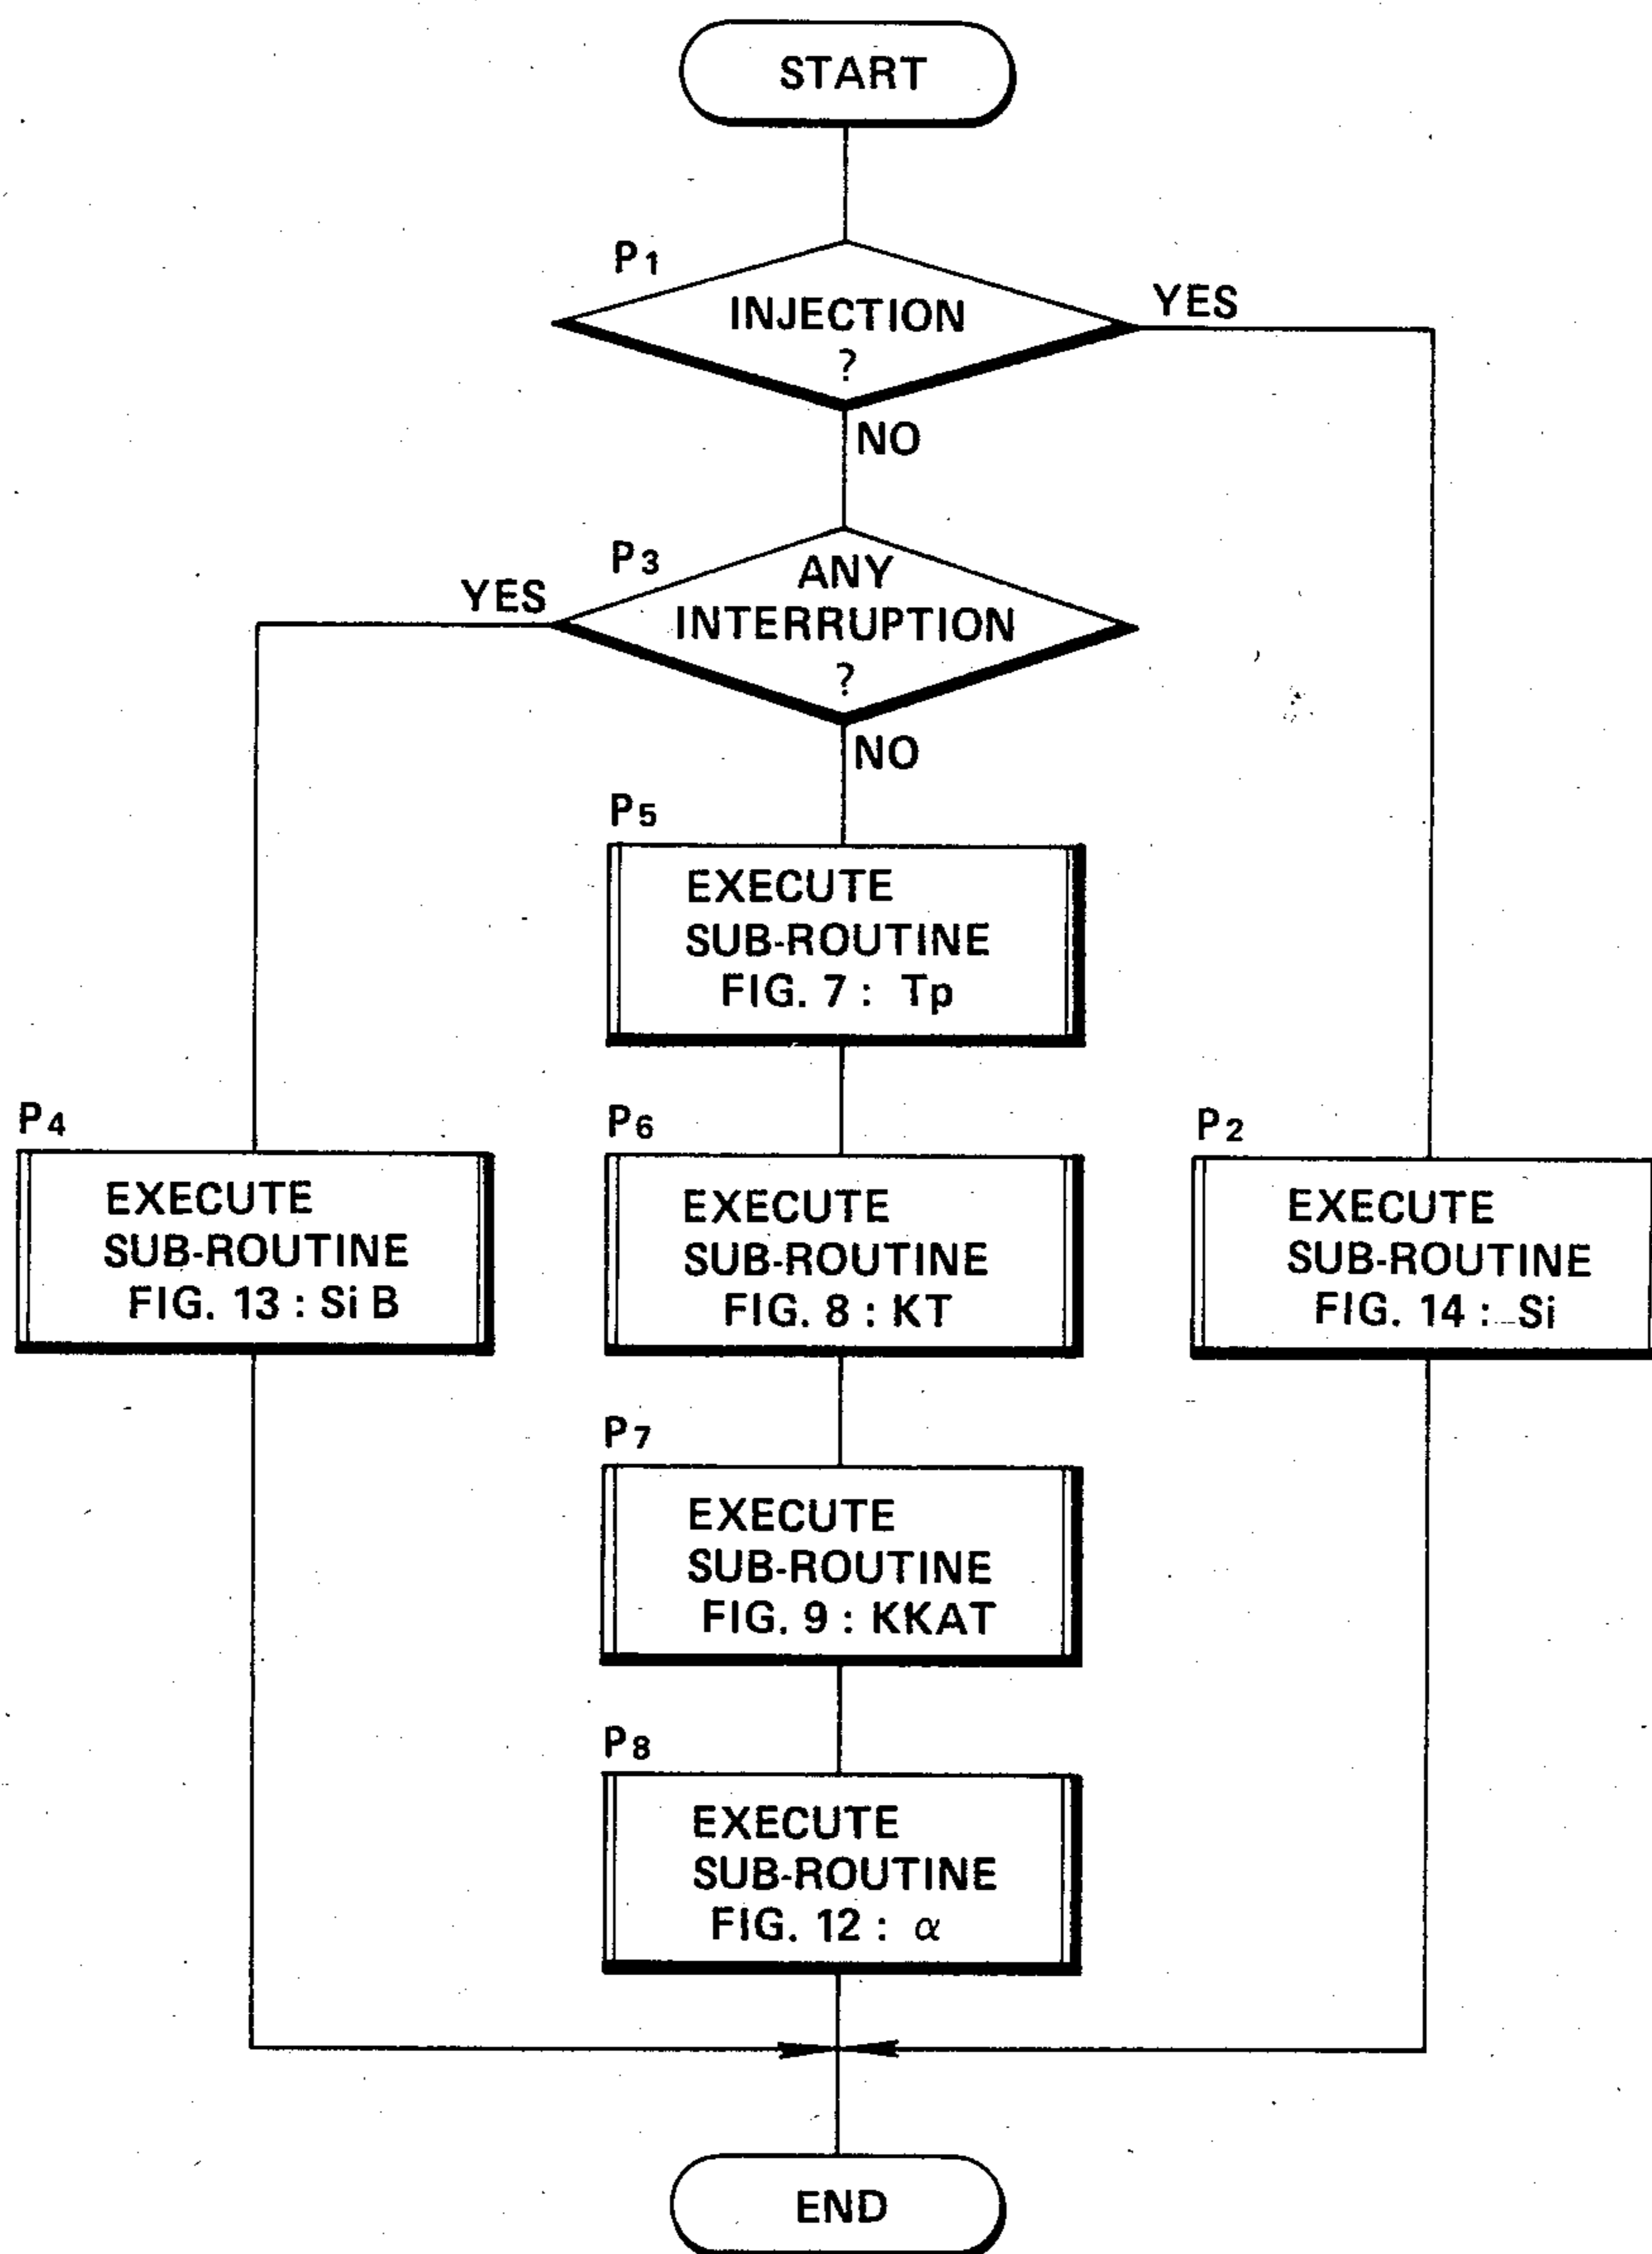 START
P1
INJECTION
?
YES
NO
P3
ANY
INTERRUPTION
?
YES
NO
P5
EXECUTE
SUB-ROUTINE
FIG. 7 : Tp
P4
EXECUTE
SUB-ROUTINE
FIG. 13 : Si B
P6
EXECUTE
SUB-ROUTINE
FIG. 8 : KT
P2
EXECUTE
SUB-ROUTINE
FIG. 14 : Si
P7
EXECUTE
SUB-ROUTINE
FIG. 9 : KKAT
P8
EXECUTE
SUB-ROUTINE
FIG. 12 : α
END